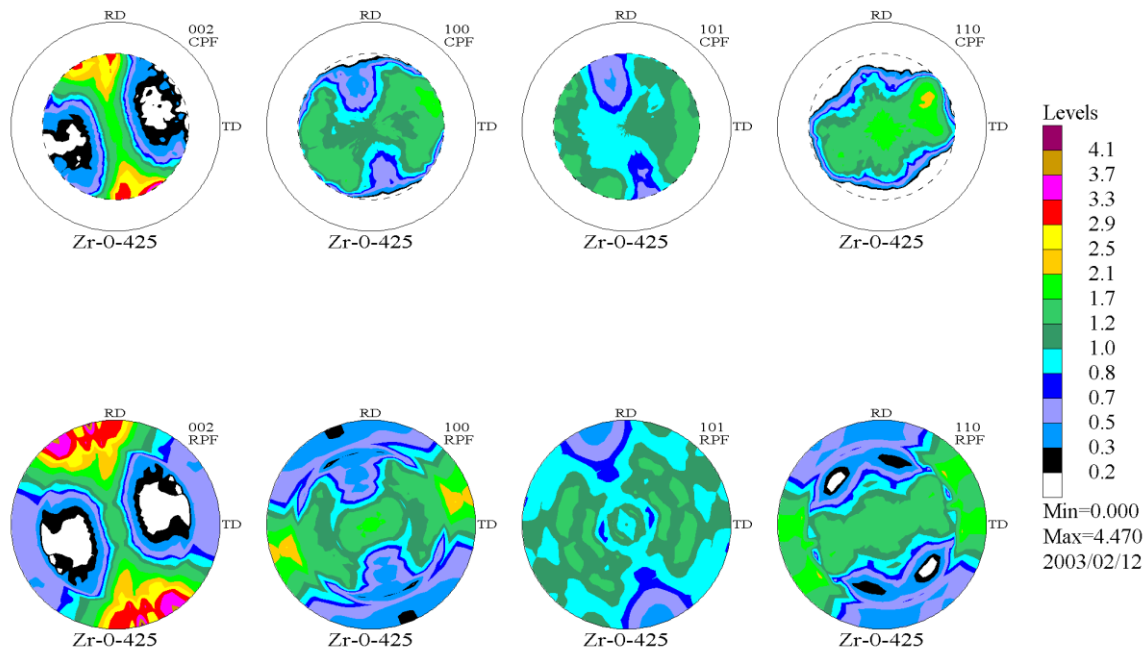 RD
002
CPF
TD
Zr-0-425
RD
100
CPF
TD
Zr-0-425
RD
101
CPF
TD
Zr-0-425
RD
110
CPF
TD
Zr-0-425
Levels
4.1
3.7
3.3
2.9
2.5
2.1
1.7
1.2
1.0
0.8
0.7
0.5
0.3
0.2
Min=0.000
Max=4.470
2003/02/12
RD
002
RPF
TD
Zr-0-425
RD
100
RPF
TD
Zr-0-425
RD
101
RPF
TD
Zr-0-425
RD
110
RPF
TD
Zr-0-425